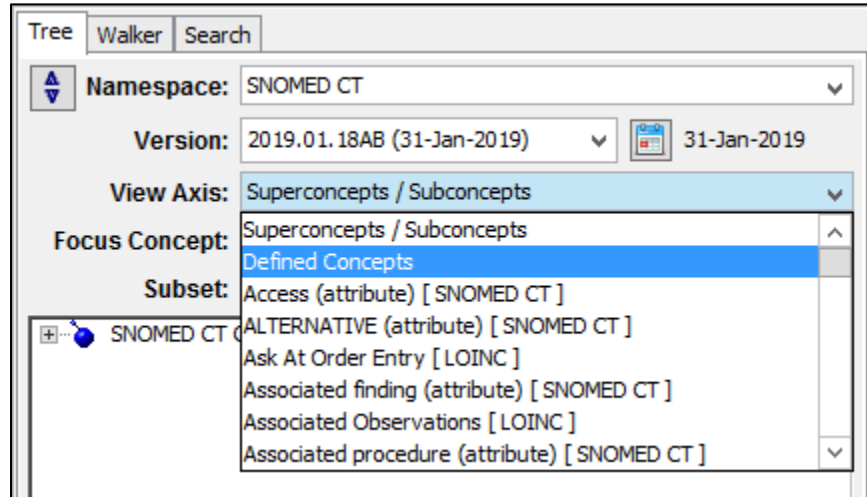 Tree Walker Search
Namespace: SNOMED CT
Version: 2019.01.18AB (31-Jan-2019) 31-Jan-2019
View Axis: Superconcepts / Subconcepts
Focus Concept: Superconcepts / Subconcepts
Defined Concepts
Subset: Access (attribute) [ SNOMED CT ]
SNOMED CT
ALTERNATIVE (attribute) [ SNOMED CT ]
Ask At Order Entry [ LOINC ]
Associated finding (attribute) [ SNOMED CT ]
Associated Observations [ LOINC ]
Associated procedure (attribute) [ SNOMED CT ]